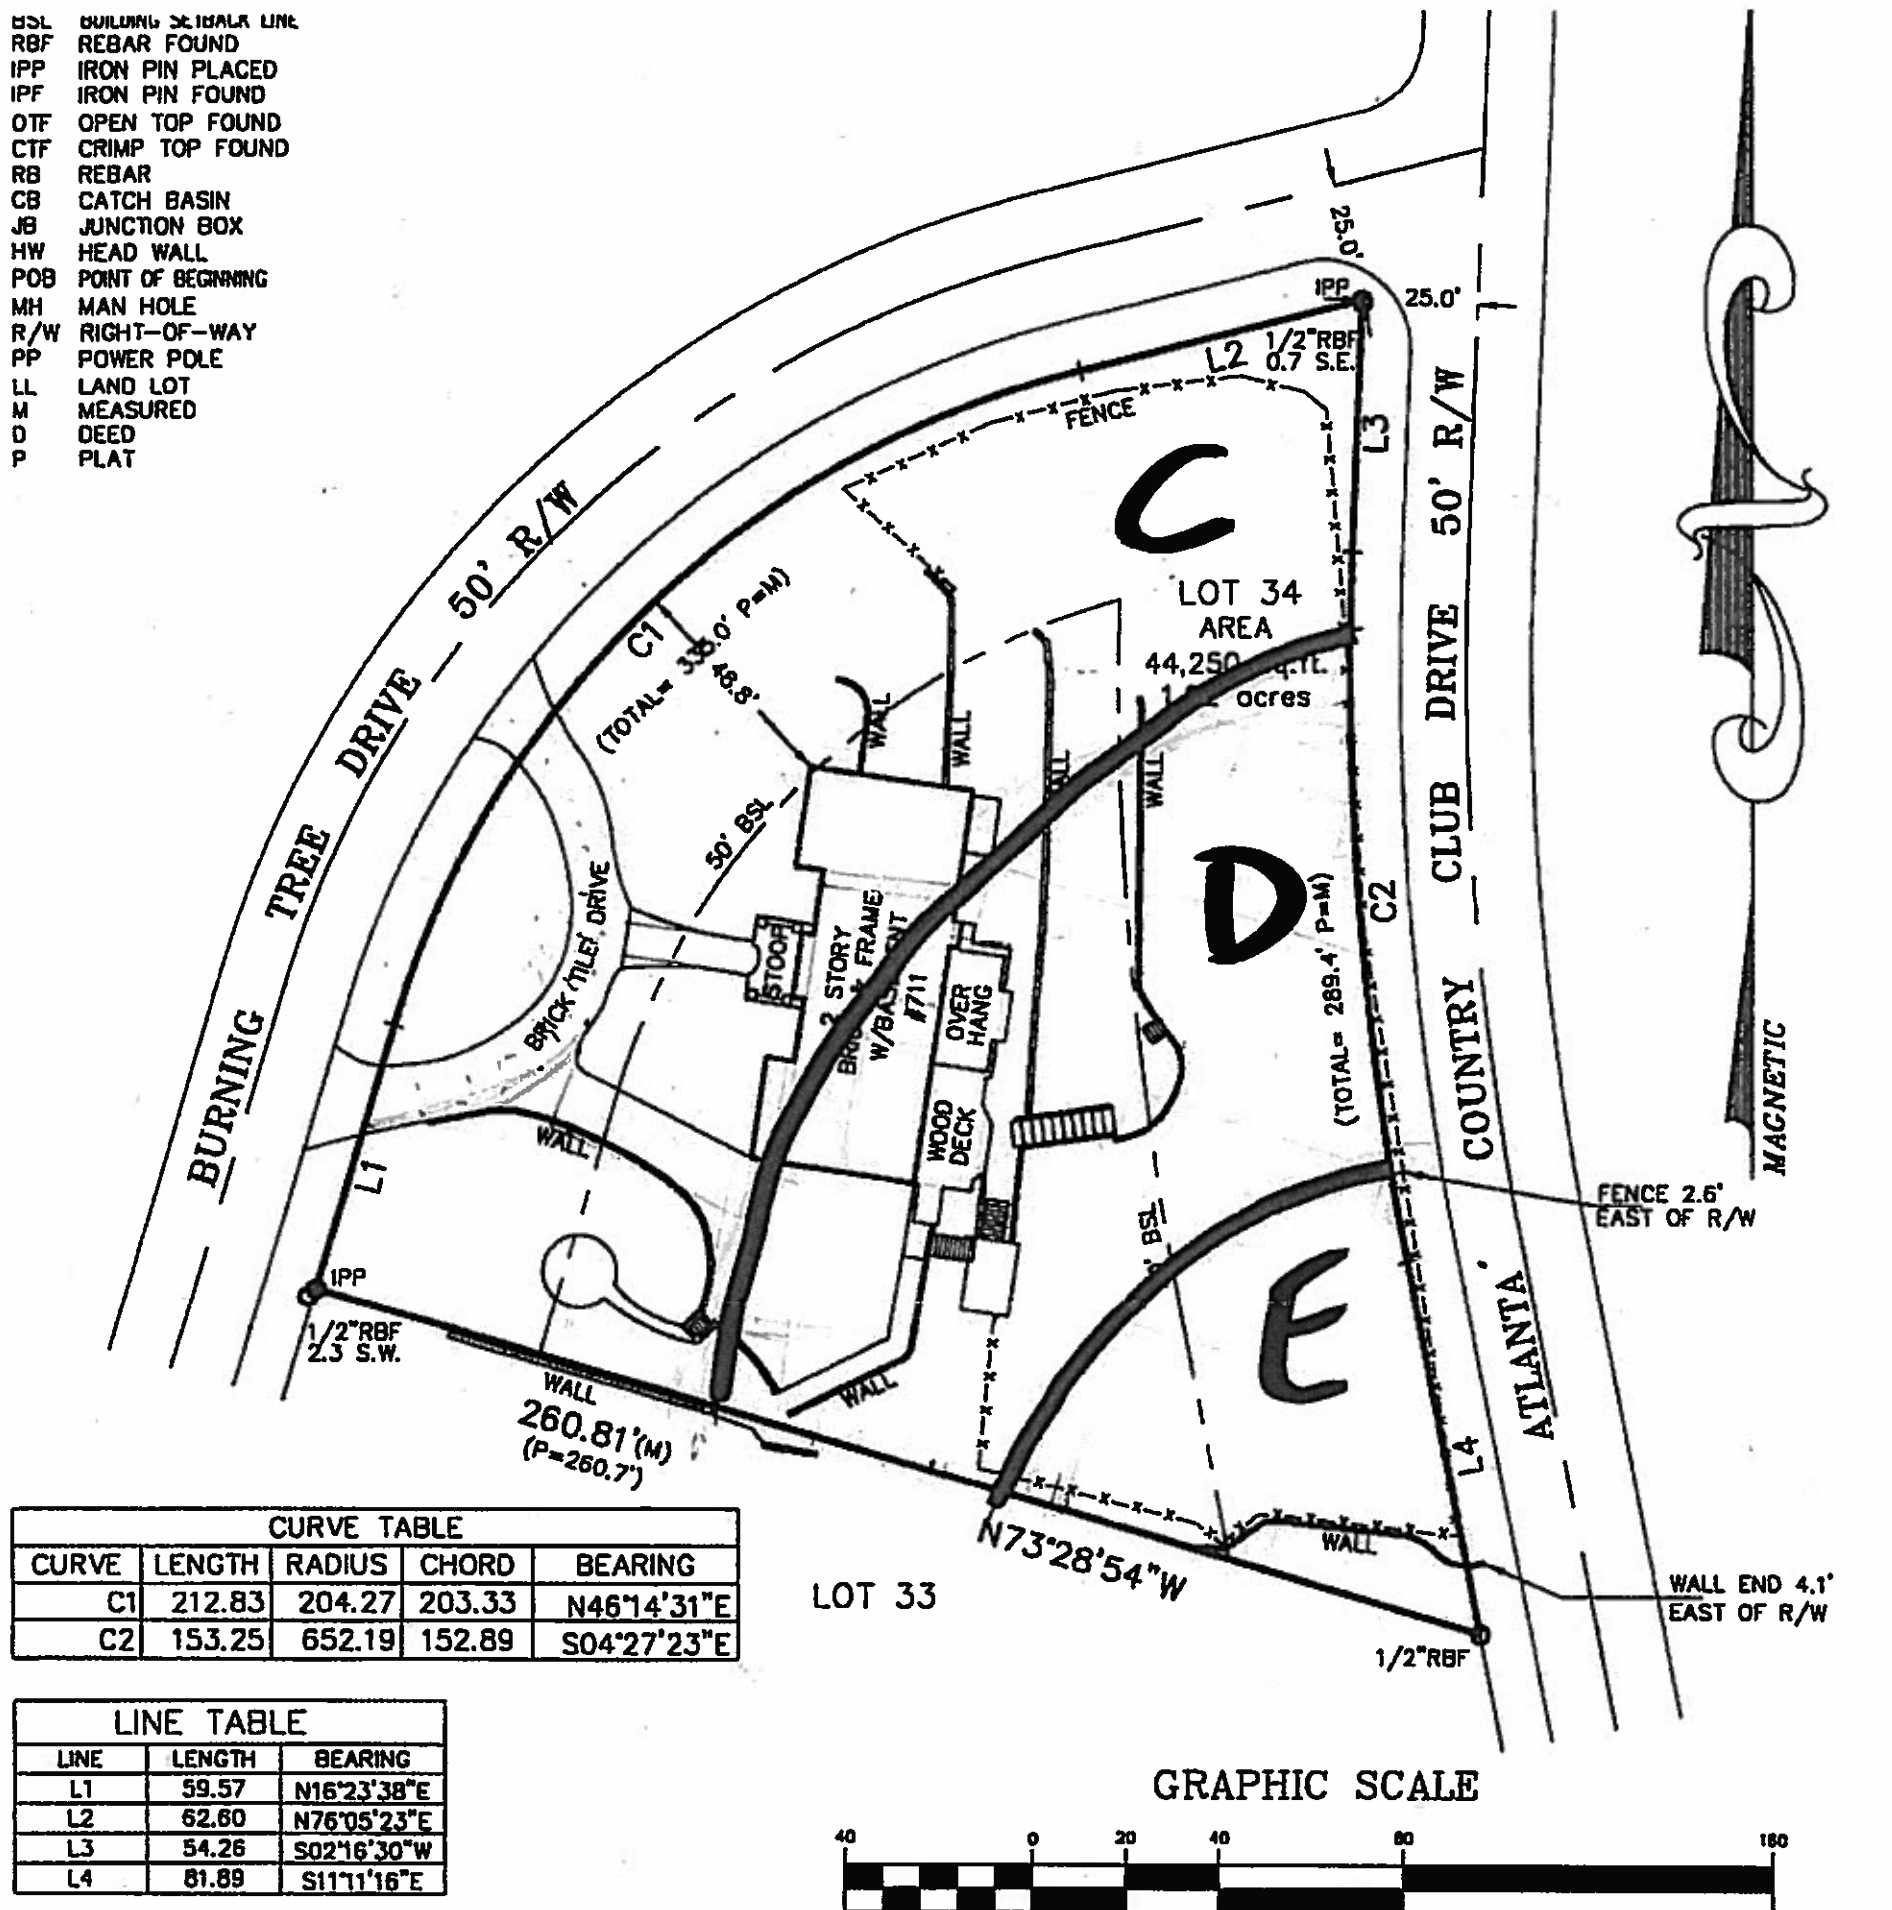 BSL BUILDING SETBACK LINE
RBF REBAR FOUND
IPP IRON PIN PLACED
IPF IRON PIN FOUND
OTF OPEN TOP FOUND
CTF CRIMP TOP FOUND
RB REBAR
CB CATCH BASIN
JB JUNCTION BOX
HW HEAD WALL
POB POINT OF BEGINNING
MH MAN HOLE
R/W RIGHT-OF-WAY
PP POWER POLE
LL LAND LOT
M MEASURED
D DEED
P PLAT
BURNING TREE DRIVE 50' R/W
25.0'
IPP
25.0'
1/2"RBF
0.7 S.E.
L2
FENCE
L3
C
LOT 34
AREA
44,250
acres
C1
(TOTAL= 335.0' P=M)
46.8'
WALL
WALL
WALL
50' BSL
D
C2
(TOTAL= 289.4' P=M)
ATLANTA COUNTRY CLUB DRIVE 50' R/W
BRICK/TILE DRIVE
STOOP
2 STORY
FRAME
#711
OVER
HANG
WOOD
DECK
WALL
L1
IPP
1/2"RBF
2.3 S.W.
WALL
260.81'(M)
(P=260.7')
WALL
BSL
E
L4
FENCE 2.6'
EAST OF R/W
MAGNETIC
N73°28'54"W
WALL
WALL END 4.1'
EAST OF R/W
1/2"RBF
LOT 33
CURVE TABLE
CURVE LENGTH RADIUS CHORD BEARING
C1 212.83 204.27 203.33 N46°14'31"E
C2 153.25 652.19 152.89 S04°27'23"E
LINE TABLE
LINE LENGTH BEARING
L1 59.57 N16°23'38"E
L2 62.60 N76°05'23"E
L3 54.26 S02°16'30"W
L4 81.89 S11°11'16"E
GRAPHIC SCALE
40 0 20 40 80 160